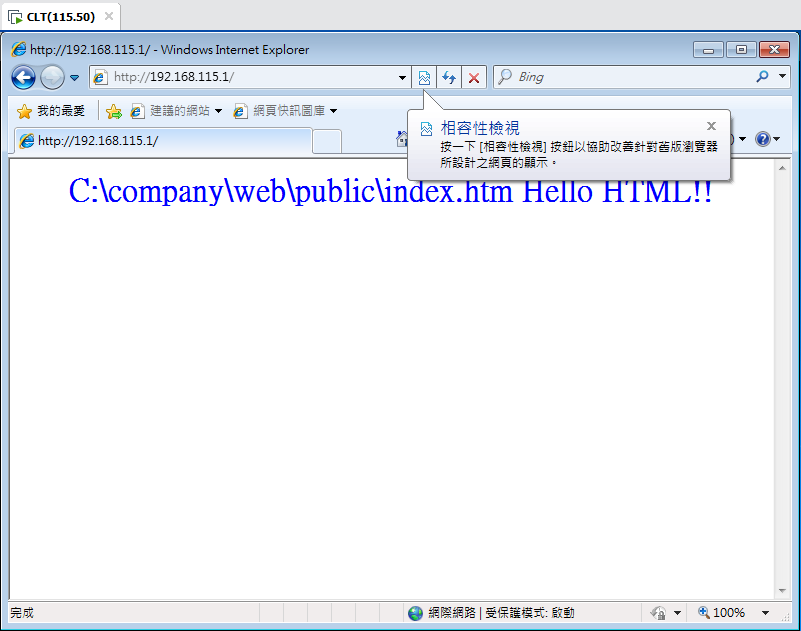 CLT(115.50)
http://192.168.115.1/ - Windows Internet Explorer
http://192.168.115.1/
Bing
我的最愛
建議的網站
網頁快訊圖庫
http://192.168.115.1/
相容性檢視
按一下 [相容性檢視] 按鈕以協助改善針對舊版瀏覽器
所設計之網頁的顯示。
C:\company\web\public\index.htm Hello HTML!!
完成
網際網路 | 受保護模式: 啟動
100%